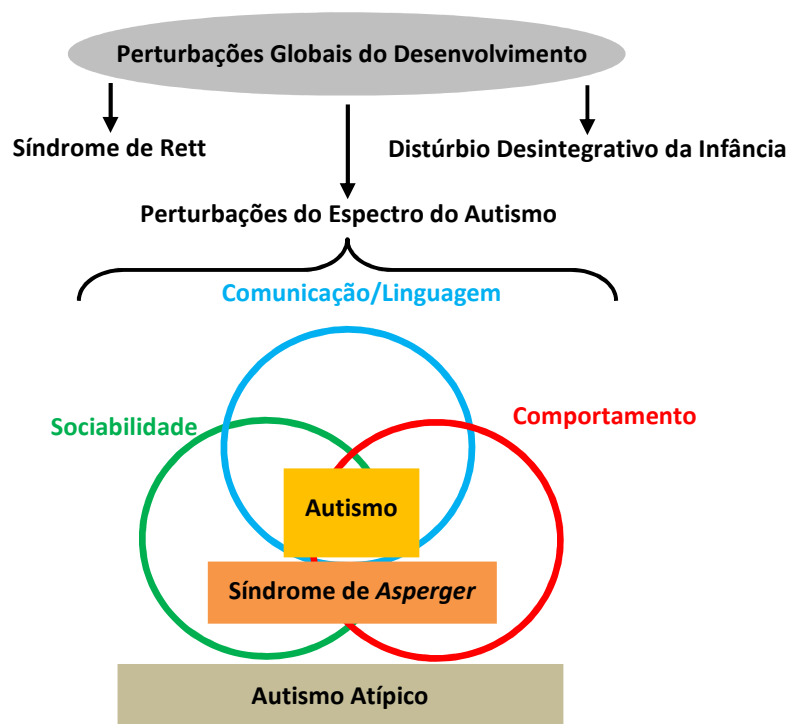 Perturbações Globais do Desenvolvimento
Síndrome de Rett
Distúrbio Desintegrativo da Infância
Perturbações do Espectro do Autismo
Comunicação/Linguagem
Sociabilidade
Comportamento
Autismo
Síndrome de Asperger
Autismo Atípico